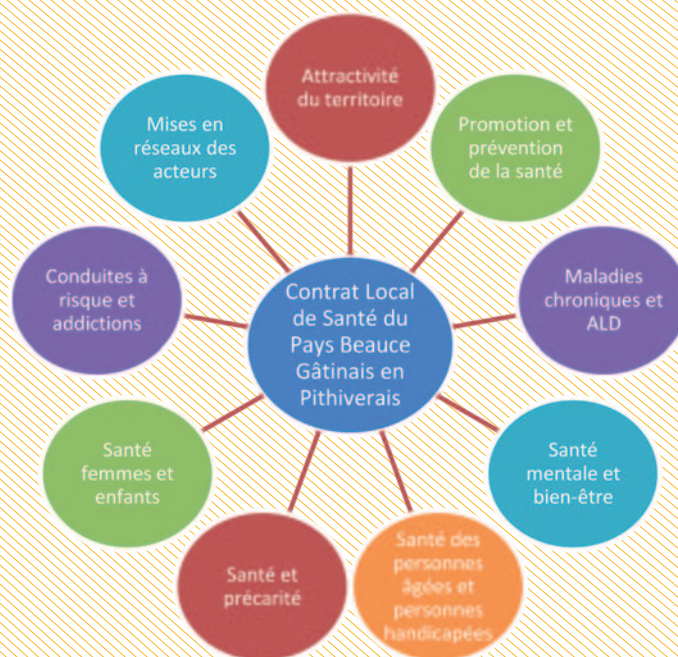 Attractivité
du territoire
Promotion et
prévention
de la santé
Maladies
chroniques et
ALD
Santé
mentale et
bien-être
Santé des
personnes
âgées et
personnes
handicapées
Santé et
précarité
Santé
femmes et
enfants
Conduites à
risque et
addictions
Mises en
réseaux des
acteurs
Contrat Local
de Santé du
Pays Beauce
Gâtinais en
Pithiverais